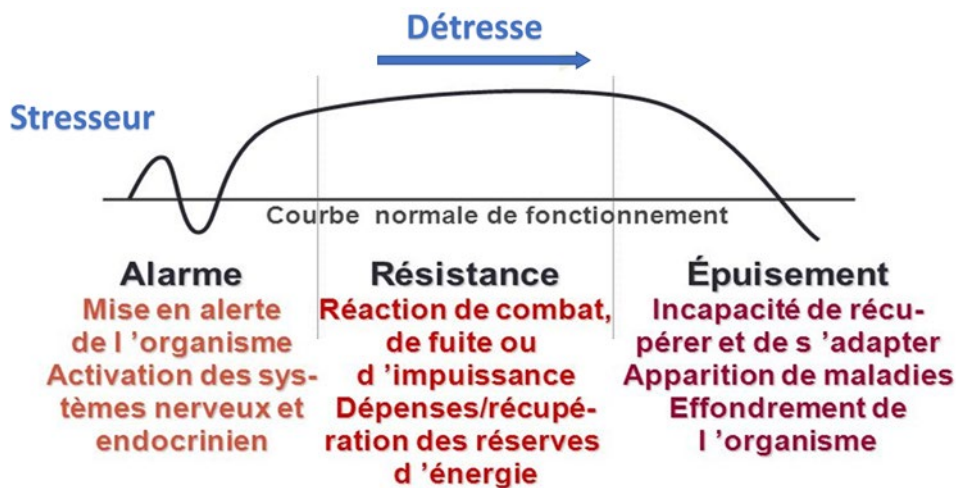 Détresse
Stresseur
Courbe normale de fonctionnement
Alarme
Mise en alerte
de l 'organisme
Activation des sys-
tèmes nerveux et
endocrinien
Résistance
Réaction de combat,
de fuite ou
d 'impuissance
Dépenses/récupé-
ration des réserves
d 'énergie
Épuisement
Incapacité de récu-
pérer et de s 'adapter
Apparition de maladies
Effondrement de
l 'organisme